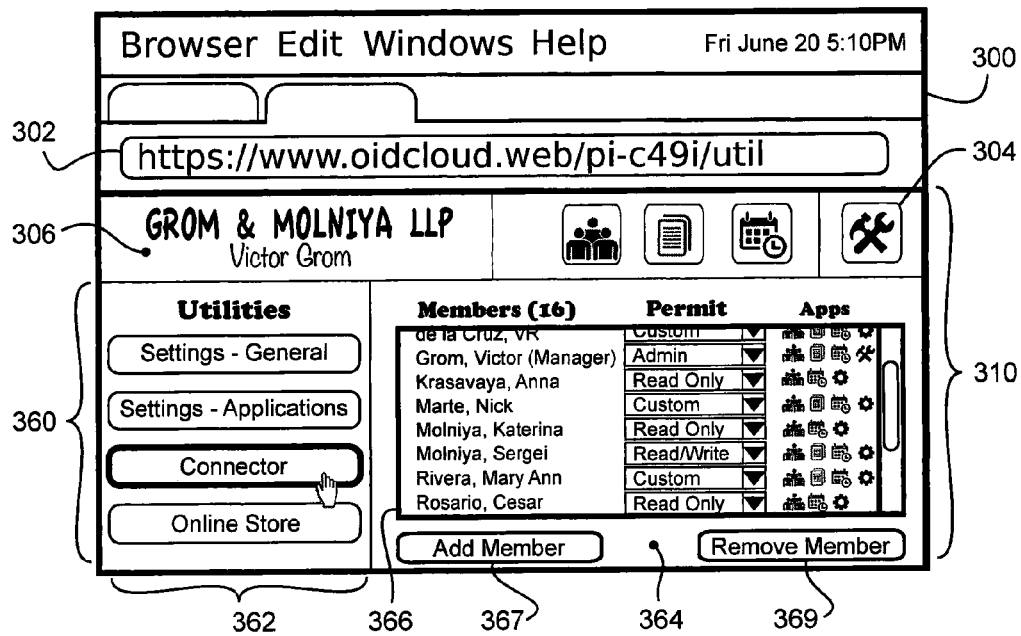 Browser Edit Windows Help Fri June 20 5:10PM
300
302
https://www.oidcloud.web/pi-c49i/util
304
GROM & MOLNIYA LLP
306
Victor Grom
Utilities
Members (16) Permit Apps
de la Cruz, VR Custom
Settings - General
Grom, Victor (Manager) Admin
Krasavaya, Anna Read Only
310
Settings - Applications
Marte, Nick Custom
360
Molniya, Katerina Read Only
Connector
Molniya, Sergei Read/Write
Rivera, Mary Ann Custom
Rosario, Cesar Read Only
Online Store
Add Member Remove Member
362 366 367 364 369